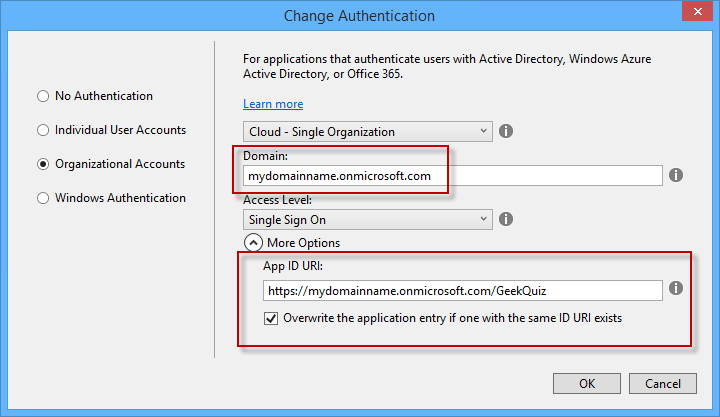 Change Authentication
No Authentication
Individual User Accounts
Organizational Accounts
Windows Authentication
For applications that authenticate users with Active Directory, Windows Azure
Active Directory, or Office 365.
Learn more
Cloud - Single Organization
Domain:
mydomainname.onmicrosoft.com
Access Level:
Single Sign On
More Options
App ID URI:
https://mydomainname.onmicrosoft.com/GeekQuiz
Overwrite the application entry if one with the same ID URI exists
OK
Cancel